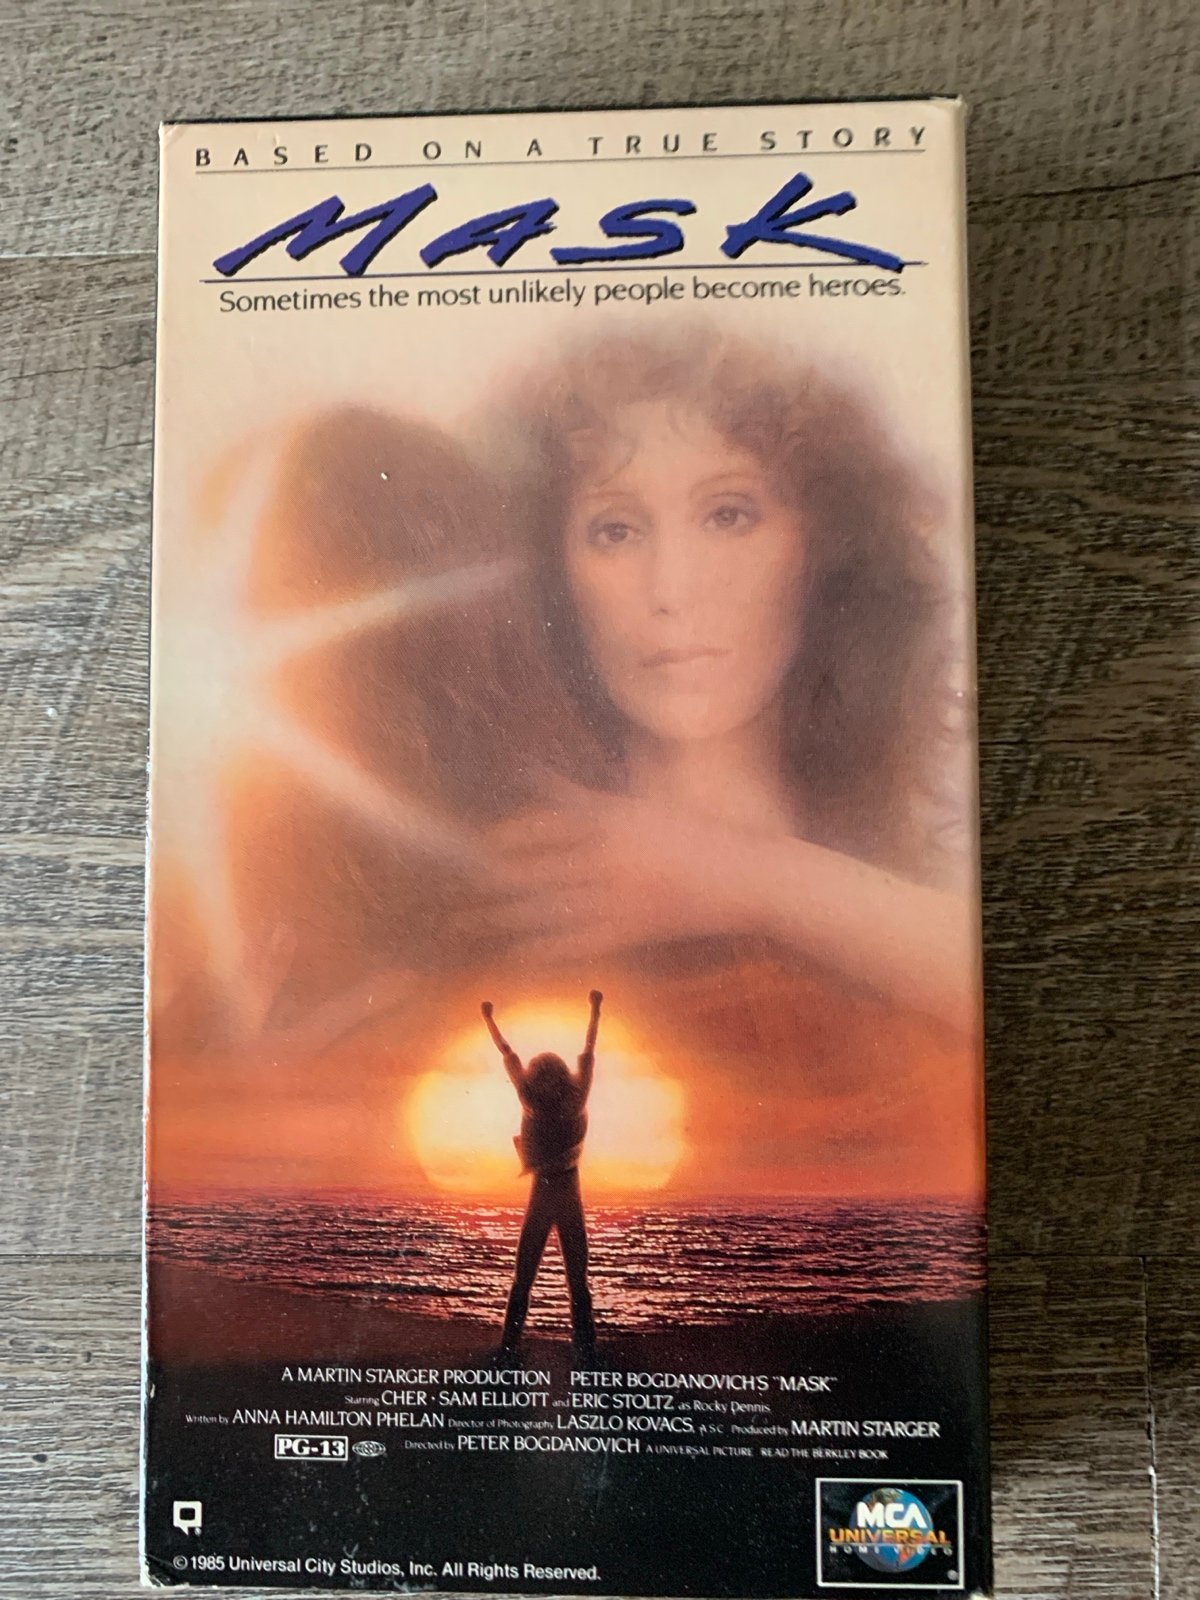 BASED ON A TRUE STORY
MASK
Sometimes the most unlikely people become heroes.
A MARTIN STARGER PRODUCTION PETER BOGDANOVICH'S "MASK"
Starring CHER · SAM ELLIOTT and ERIC STOLTZ as Rocky Dennis
Written by ANNA HAMILTON PHELAN Director of Photography LASZLO KOVACS, A.S.C. Produced by MARTIN STARGER
PG-13 Directed by PETER BOGDANOVICH A UNIVERSAL PICTURE READ THE BERKLEY BOOK
MCA
UNIVERSAL
HOME VIDEO
®
© 1985 Universal City Studios, Inc. All Rights Reserved.